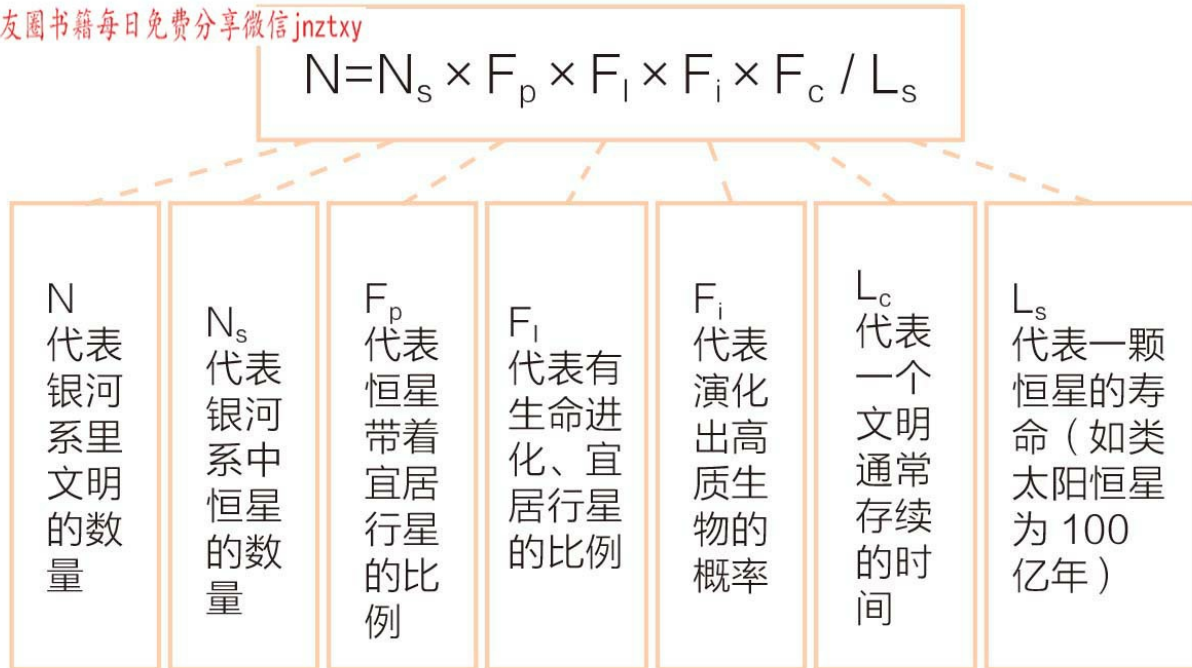 友圈书籍每日免费分享微信jnztxy
N=Nₛ×Fₚ×Fₗ×Fᵢ×F꜀/Lₛ
N
代表
银河
系里
文明
的数
量
Nₛ
代表
银河
系中
恒星
的数
量
Fₚ
代表
恒星
带着
宜居
行星
的比
例
Fₗ
代表有
生命进
化、宜
居行星
的比例
Fᵢ
代表
演化
出高
质生
物的
概率
L꜀
代表
一个
文明
通常
存续
的时
间
Lₛ
代表一颗
恒星的寿
命（如类
太阳恒星
为 100
亿年）